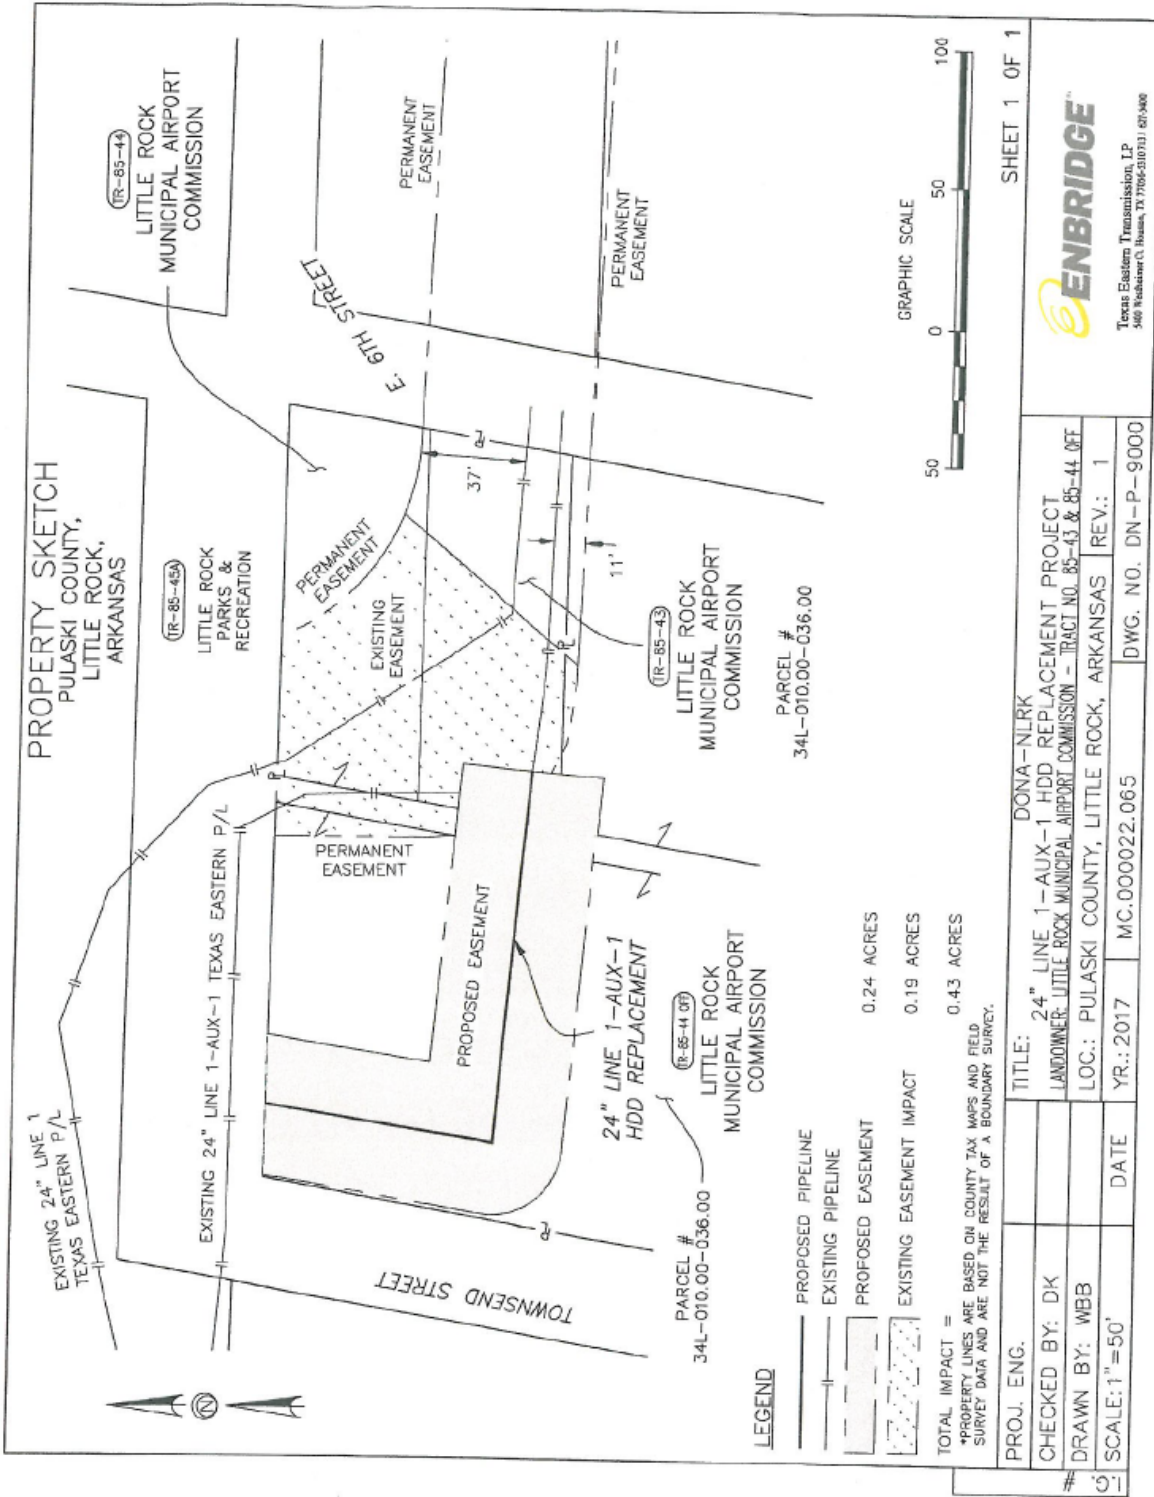 PROPERTY SKETCH
PULASKI COUNTY,
LITTLE ROCK,
ARKANSAS
TR-85-44
LITTLE ROCK
MUNICIPAL AIRPORT
COMMISSION
TR-85-45A
LITTLE ROCK
PARKS &
RECREATION
EXISTING 24" LINE 1
TEXAS EASTERN P/L
EXISTING 24" LINE 1-AUX-1 TEXAS EASTERN P/L
PERMANENT
EASEMENT
PERMANENT
EASEMENT
EXISTING
EASEMENT
E. 6TH STREET
PERMANENT
EASEMENT
PERMANENT
EASEMENT
37'
11'
PROPOSED EASEMENT
TOWNSEND STREET
N
24" LINE 1-AUX-1
HDD REPLACEMENT
TR-85-43
LITTLE ROCK
MUNICIPAL AIRPORT
COMMISSION
PARCEL #
34L-010.00-036.00
TR-85-44 OFF
LITTLE ROCK
MUNICIPAL AIRPORT
COMMISSION
PARCEL #
34L-010.00-036.00
LEGEND
PROPOSED PIPELINE
EXISTING PIPELINE
PROPOSED EASEMENT 0.24 ACRES
EXISTING EASEMENT IMPACT 0.19 ACRES
TOTAL IMPACT = 0.43 ACRES
*PROPERTY LINES ARE BASED ON COUNTY TAX MAPS AND FIELD
SURVEY DATA AND ARE NOT THE RESULT OF A BOUNDARY SURVEY.
GRAPHIC SCALE
50 0 50 100
SHEET 1 OF 1
PROJ. ENG.
CHECKED BY: DK
DRAWN BY: WBB
SCALE: 1"=50'
DATE
I.G. #
TITLE: DONA-NLRK
24" LINE 1-AUX-1 HDD REPLACEMENT PROJECT
LANDOWNER: LITTLE ROCK MUNICIPAL AIRPORT COMMISSION - TRACT NO. 85-43 & 85-44 OFF
LOC.: PULASKI COUNTY, LITTLE ROCK, ARKANSAS
REV.: 1
YR.: 2017
MC.000022.065
DWG. NO. DN-P-9000
ENBRIDGE
Texas Eastern Transmission, LP
5400 Westheimer Ct. Houston, TX